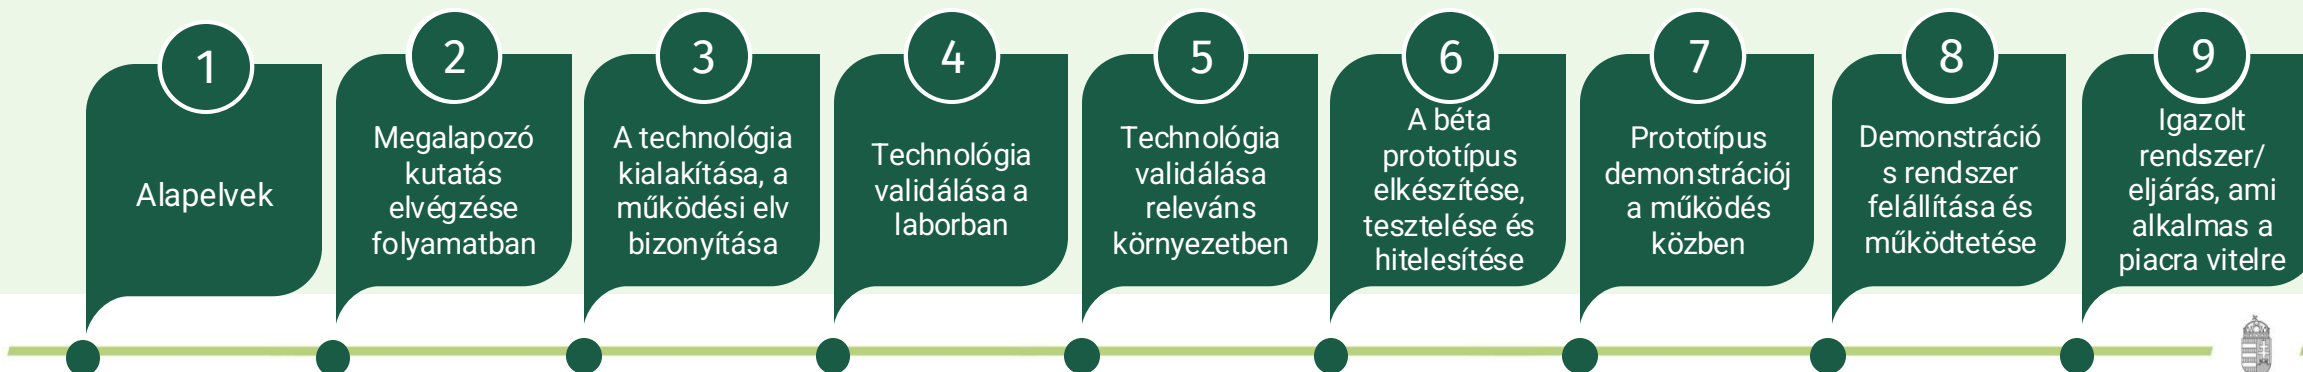 1
Alapelvek
2
Megalapozó
kutatás
elvégzése
folyamatban
3
A technológia
kialakítása, a
működési elv
bizonyítása
4
Technológia
validálása a
laborban
5
Technológia
validálása
releváns
környezetben
6
A béta
prototípus
elkészítése,
tesztelése és
hitelesítése
7
Prototípus
demonstrációj
a működés
közben
8
Demonstráció
s rendszer
felállítása és
működtetése
9
Igazolt
rendszer/
eljárás, ami
alkalmas a
piacra vitelre